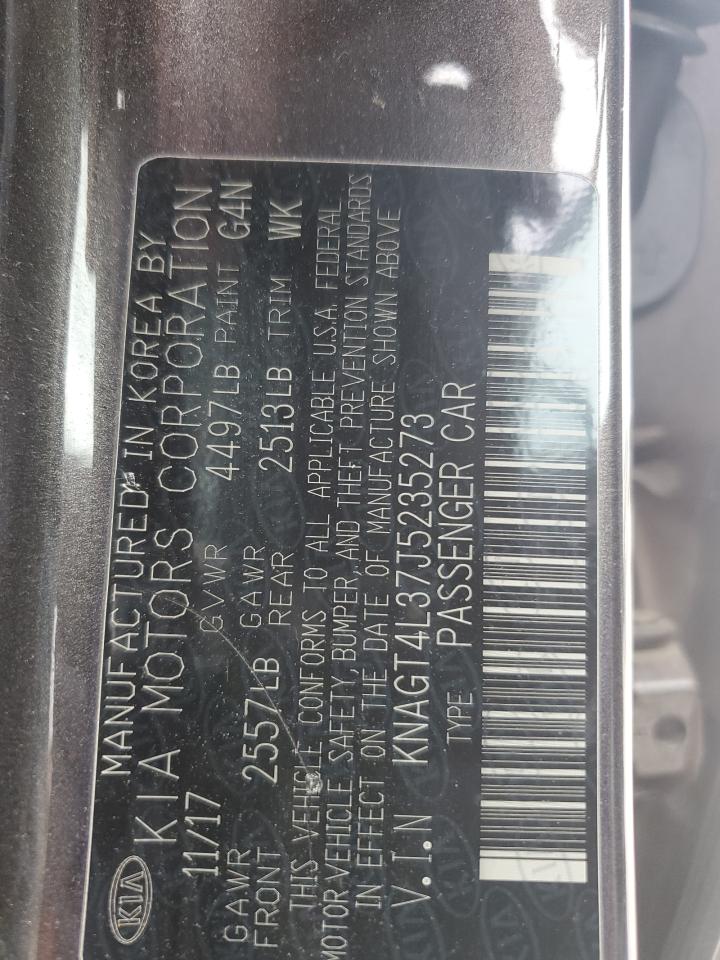 MANUFACTURED IN KOREA BY
KIA KIA MOTORS CORPORATION
11/17 GVWR 4497LB PAINT G4N
GAWR FRONT 2557LB GAWR REAR 2513LB TRIM WK
THIS VEHICLE CONFORMS TO ALL APPLICABLE U.S.A. FEDERAL
MOTOR VEHICLE SAFETY, BUMPER, AND THEFT PREVENTION STANDARDS
IN EFFECT ON THE DATE OF MANUFACTURE SHOWN ABOVE
V.I.N KNAGT4L37J5235273
TYPE PASSENGER CAR